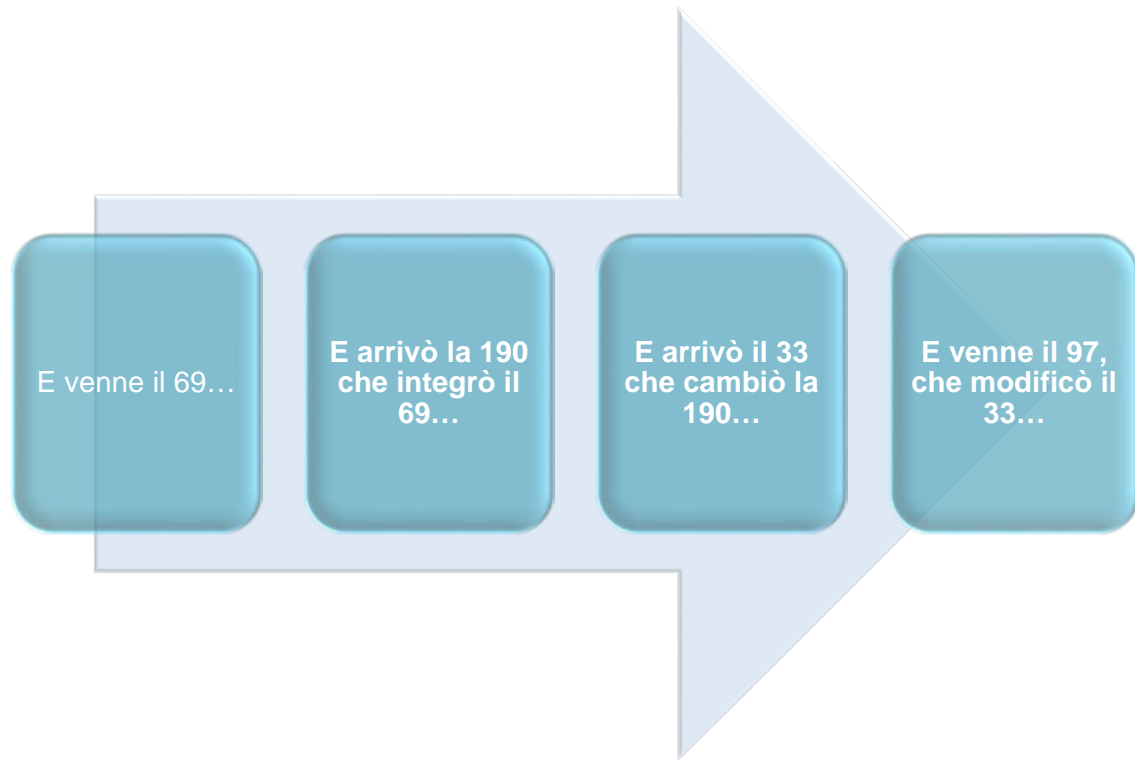 E venne il 69…
E arrivò la 190
che integrò il
69…
E arrivò il 33
che cambiò la
190…
E venne il 97,
che modificò il
33…